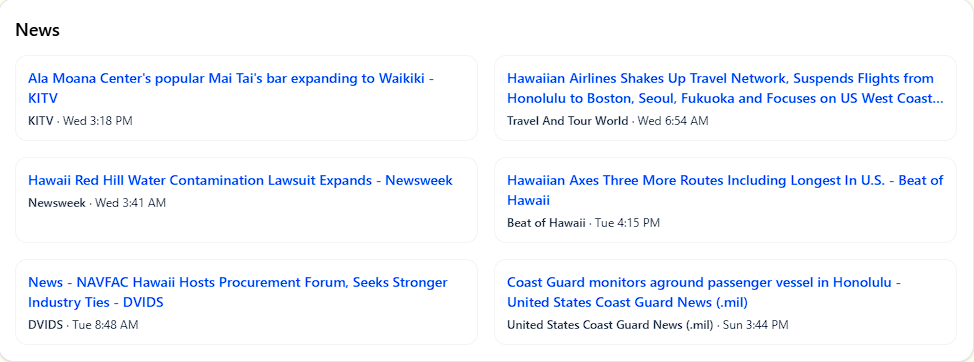 News
Ala Moana Center's popular Mai Tai's bar expanding to Waikiki -
KITV
KITV · Wed 3:18 PM
Hawaiian Airlines Shakes Up Travel Network, Suspends Flights from
Honolulu to Boston, Seoul, Fukuoka and Focuses on US West Coast...
Travel And Tour World · Wed 6:54 AM
Hawaii Red Hill Water Contamination Lawsuit Expands - Newsweek
Newsweek · Wed 3:41 AM
Hawaiian Axes Three More Routes Including Longest In U.S. - Beat of
Hawaii
Beat of Hawaii · Tue 4:15 PM
News - NAVFAC Hawaii Hosts Procurement Forum, Seeks Stronger
Industry Ties - DVIDS
DVIDS · Tue 8:48 AM
Coast Guard monitors aground passenger vessel in Honolulu -
United States Coast Guard News (.mil)
United States Coast Guard News (.mil) · Sun 3:44 PM